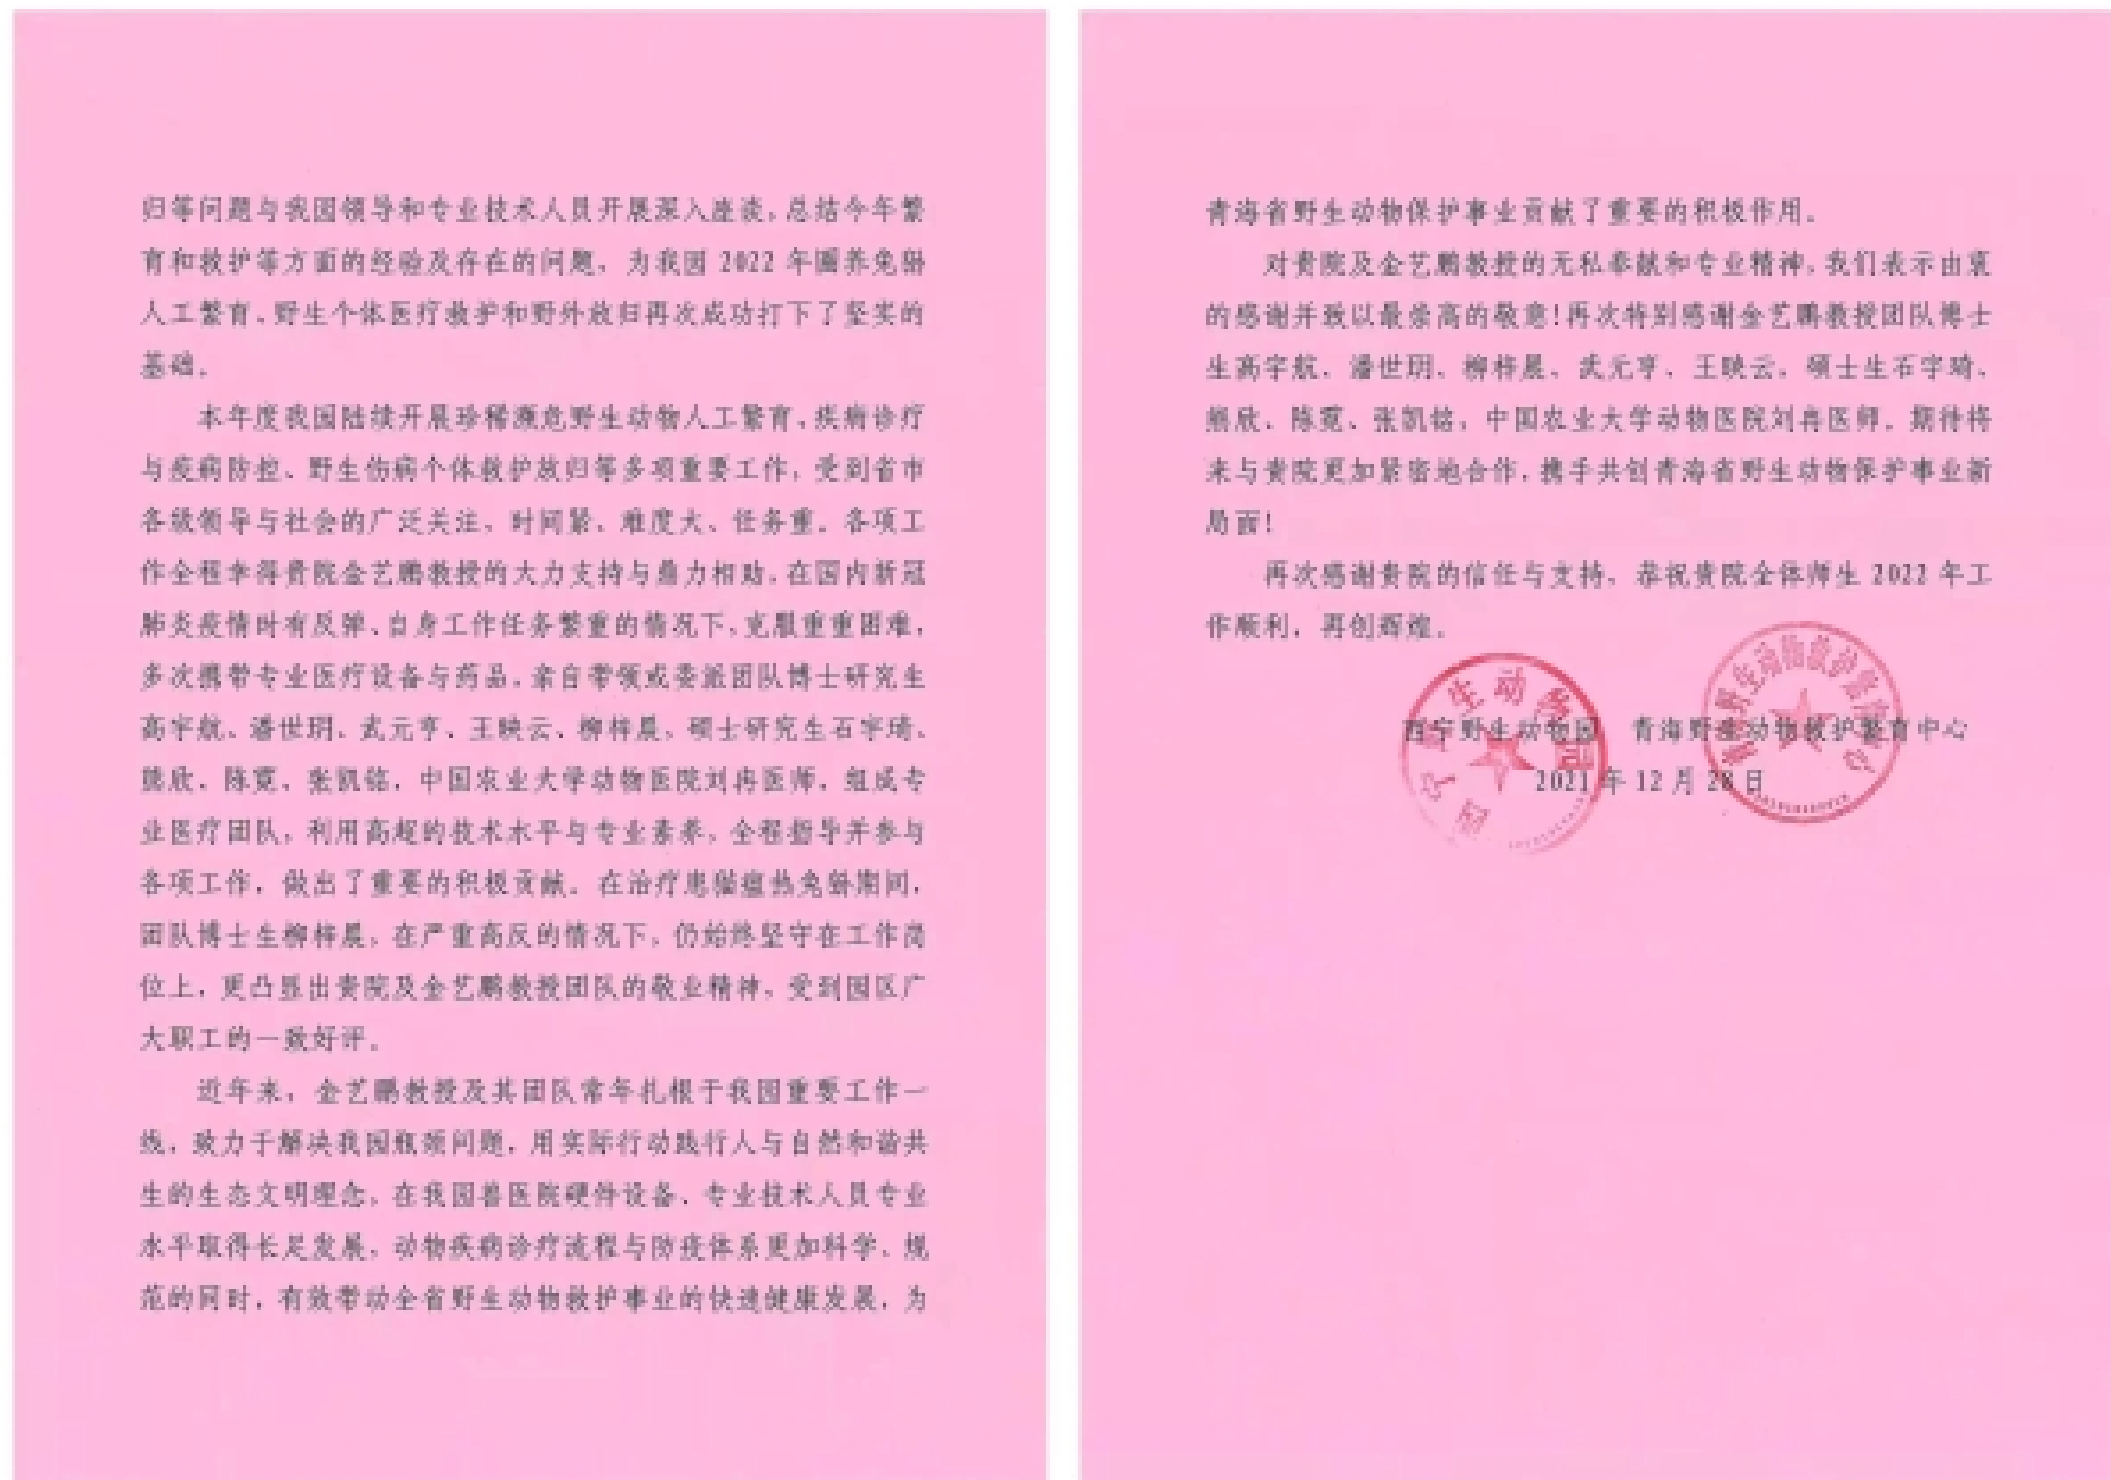 归等问题与我园领导和专业技术人员开展深入座谈，总结今年繁
育和救护等方面的经验及存在的问题，为我园 2022 年圈养兔狲
人工繁育、野生个体医疗救护和野外放归再次成功打下了坚实的
基础。
本年度我园陆续开展珍稀濒危野生动物人工繁育、疾病诊疗
与疫病防控、野生伤病个体救护放归等多项重要工作，受到省市
各级领导与社会的广泛关注，时间紧、难度大、任务重。各项工
作全程幸得贵院金艺鹏教授的大力支持与鼎力相助，在国内新冠
肺炎疫情时有反弹、自身工作任务繁重的情况下，克服重重困难，
多次携带专业医疗设备与药品，亲自带领或委派团队博士研究生
高宇航、潘世玥、武元亨、王映云、柳梓晨，硕士研究生石宇琦、
熊欣、陈霓、张凯铭，中国农业大学动物医院刘冉医师，组成专
业医疗团队，利用高超的技术水平与专业素养，全程指导并参与
各项工作，做出了重要的积极贡献。在治疗患猫瘟热兔狲期间，
团队博士生柳梓晨，在严重高反的情况下，仍始终坚守在工作岗
位上，更凸显出贵院及金艺鹏教授团队的敬业精神，受到园区广
大职工的一致好评。
近年来，金艺鹏教授及其团队常年扎根于我园重要工作一
线，致力于解决我园瓶颈问题，用实际行动践行人与自然和谐共
生的生态文明理念，在我园兽医院硬件设备、专业技术人员专业
水平取得长足发展，动物疾病诊疗流程与防疫体系更加科学、规
范的同时，有效带动全省野生动物救护事业的快速健康发展，为
青海省野生动物保护事业贡献了重要的积极作用。
对贵院及金艺鹏教授的无私奉献和专业精神，我们表示由衷
的感谢并致以最崇高的敬意！再次特别感谢金艺鹏教授团队博士
生高宇航、潘世玥、柳梓晨、武元亨、王映云，硕士生石宇琦、
熊欣、陈霓、张凯铭，中国农业大学动物医院刘冉医师。期待将
来与贵院更加紧密地合作，携手共创青海省野生动物保护事业新
局面！
再次感谢贵院的信任与支持，恭祝贵院全体师生 2022 年工
作顺利，再创辉煌。
西宁野生动物园 青海野生动物救护繁育中心
2021 年 12 月 28 日